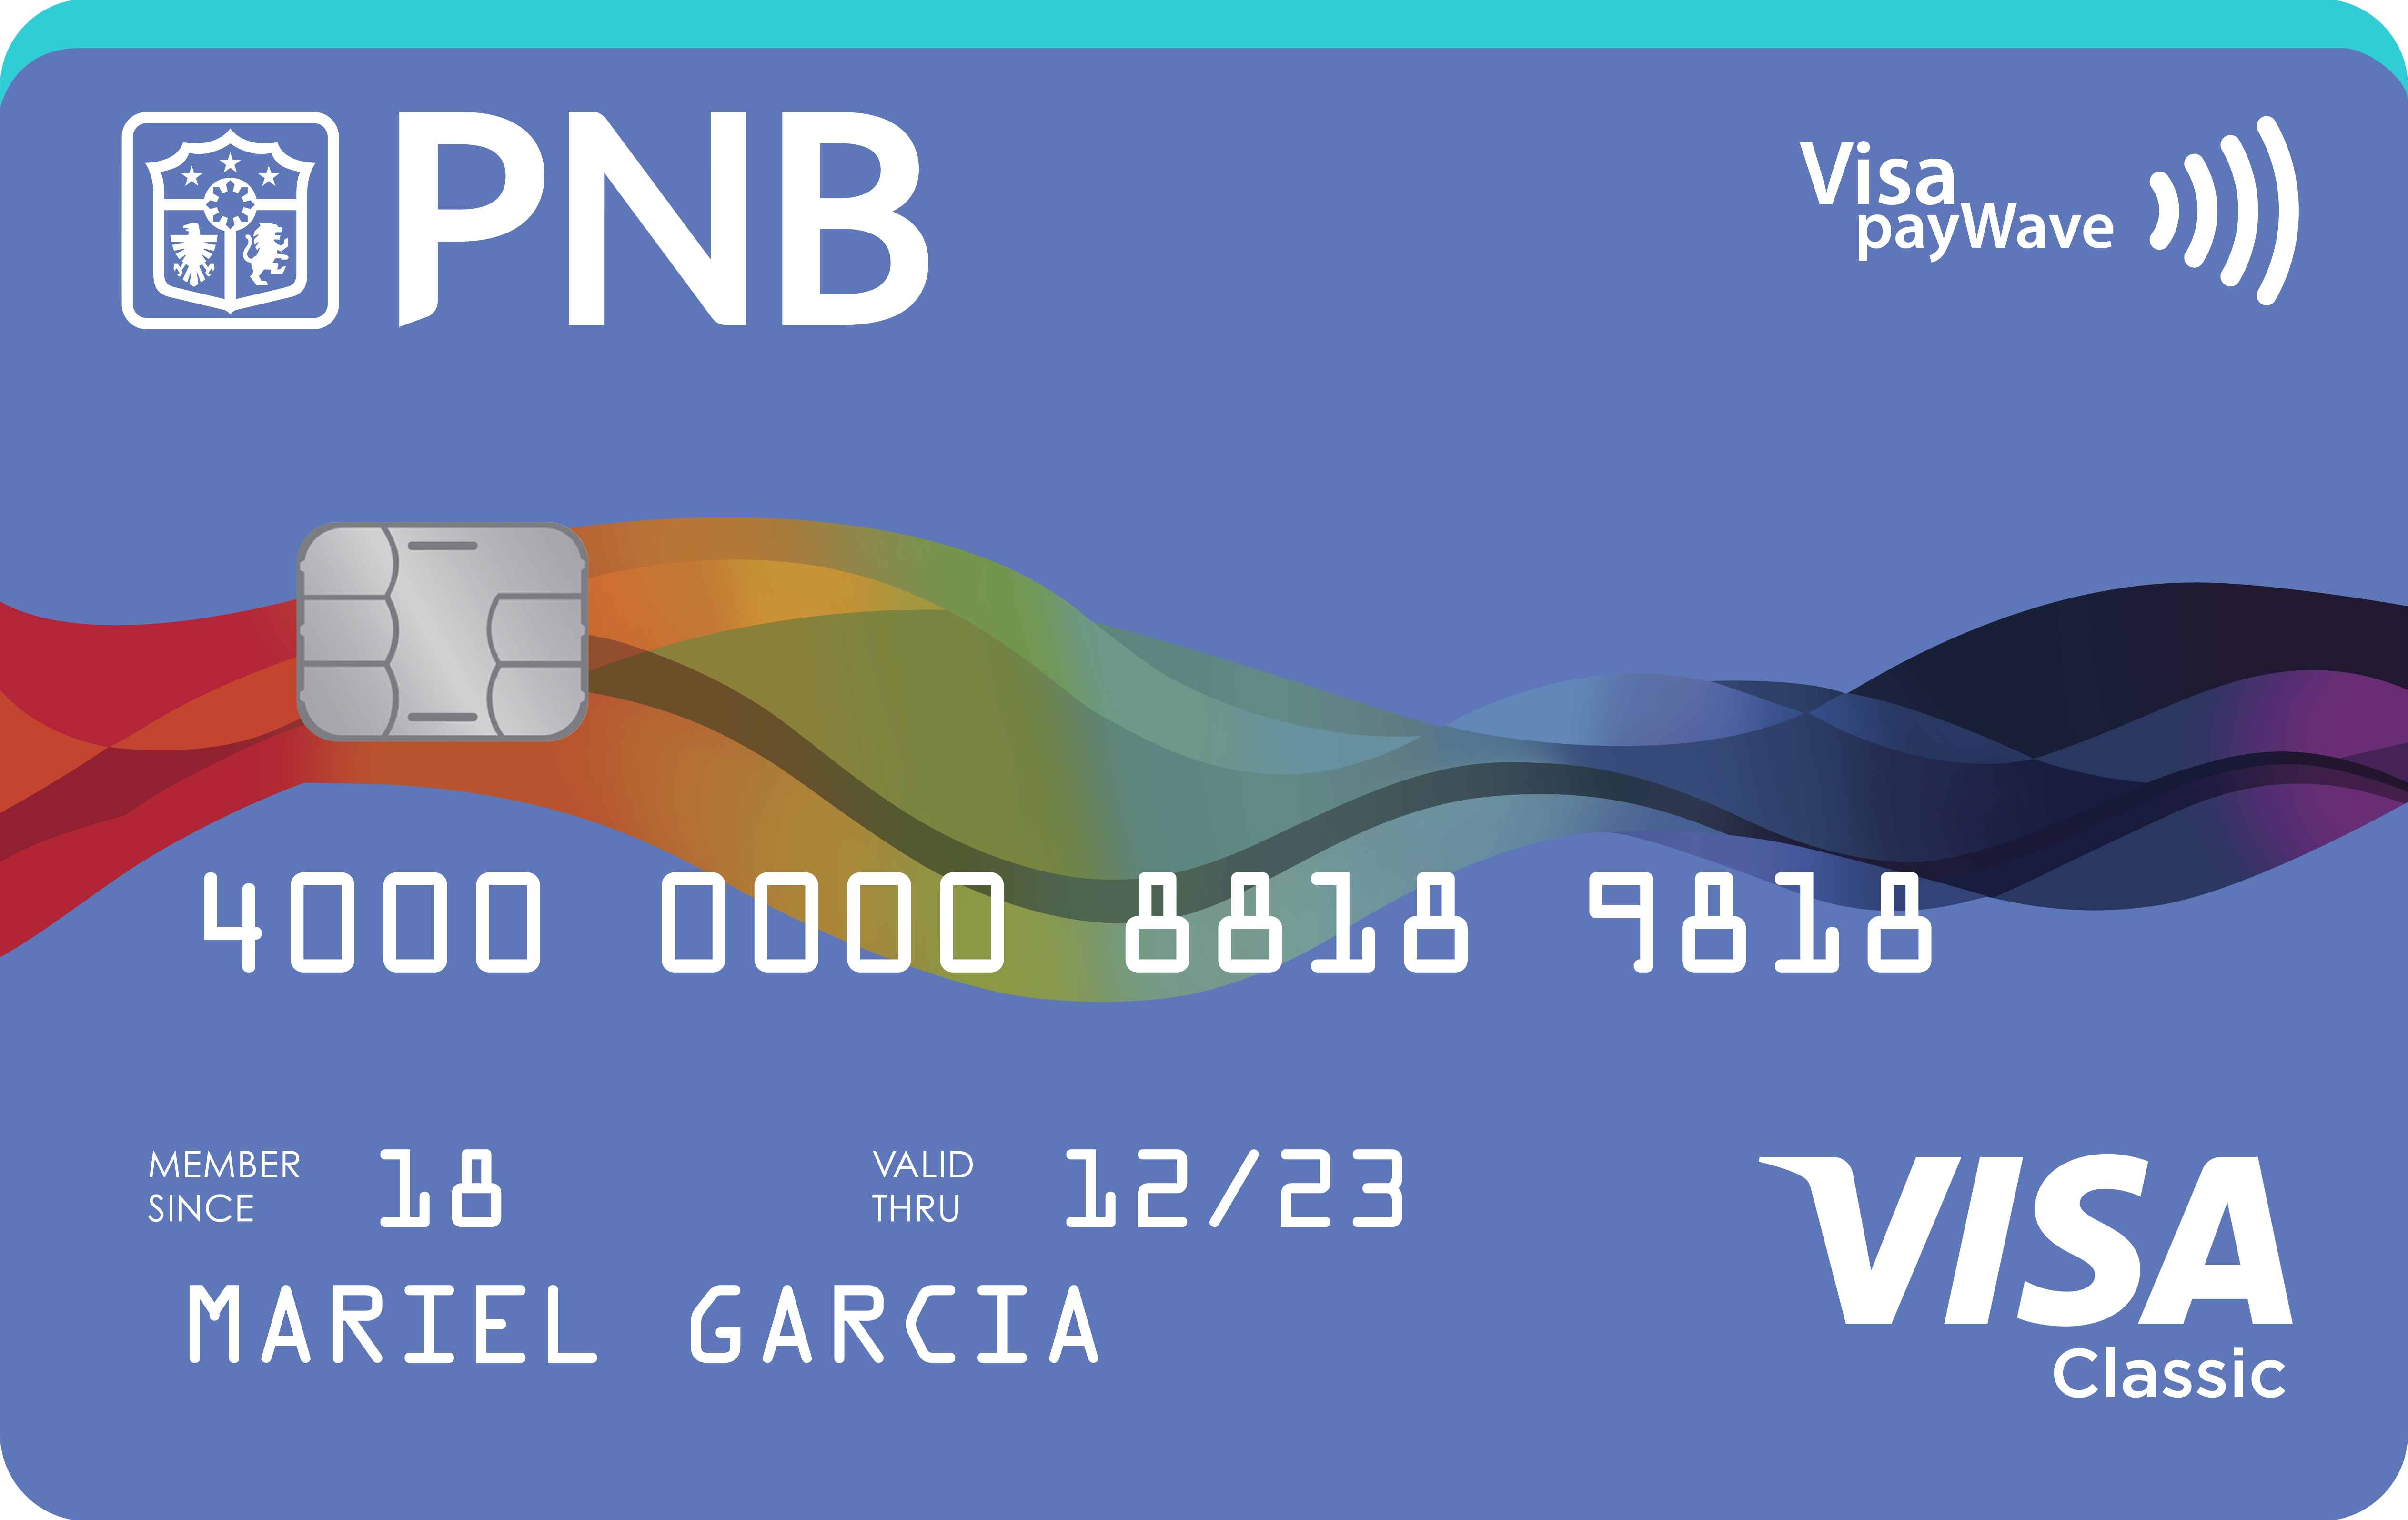 PNB
Visa
payWave
4000 0000 8818 9818
MEMBER SINCE 18
VALID THRU 12/23
MARIEL GARCIA
VISA
Classic